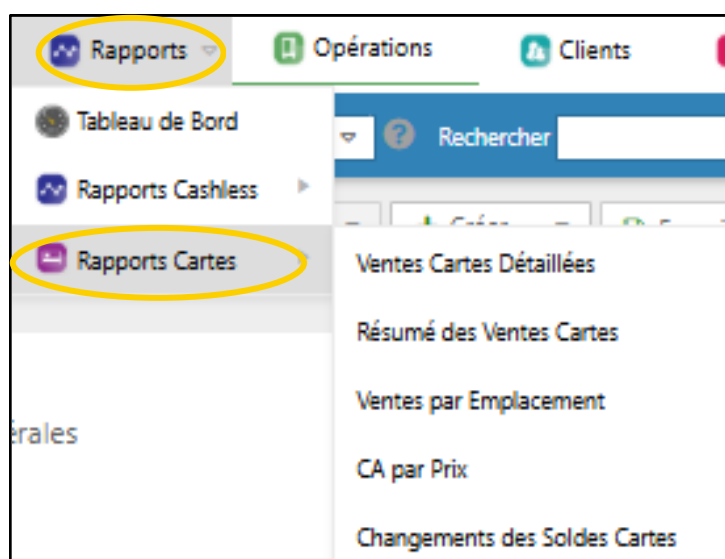 Rapports Opérations Clients
Tableau de Bord
Rechercher
Rapports Cashless
Rapports Cartes
Ventes Cartes Détaillées
Résumé des Ventes Cartes
Ventes par Emplacement
érales
CA par Prix
Changements des Soldes Cartes